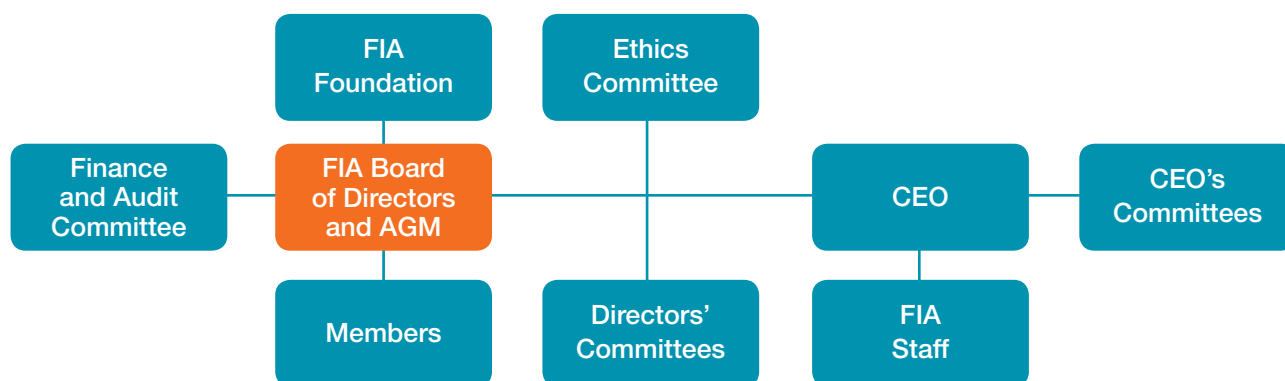 FIA
Foundation
Ethics
Committee
Finance
and Audit
Committee
FIA Board
of Directors
and AGM
CEO
CEO's
Committees
Members
Directors'
Committees
FIA
Staff